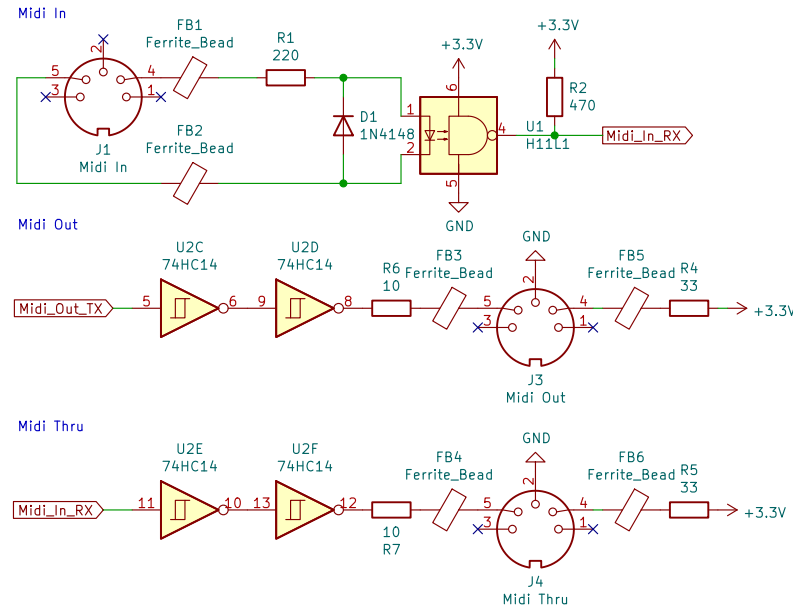 Midi In
FB1
Ferrite_Bead
R1
220
+3.3V
+3.3V
5
2
4
3
1
J1
Midi In
FB2
Ferrite_Bead
D1
1N4148
1
2
6
5
4
U1
H11L1
R2
470
Midi_In_RX
GND
Midi Out
U2C
74HC14
U2D
74HC14
Midi_Out_TX
5
6
9
8
R6
10
FB3
Ferrite_Bead
GND
2
5
4
3
1
J3
Midi Out
FB5
Ferrite_Bead
R4
33
+3.3V
Midi Thru
U2E
74HC14
U2F
74HC14
Midi_In_RX
11
10
13
12
10
R7
FB4
Ferrite_Bead
GND
2
5
4
3
1
J4
Midi Thru
FB6
Ferrite_Bead
R5
33
+3.3V